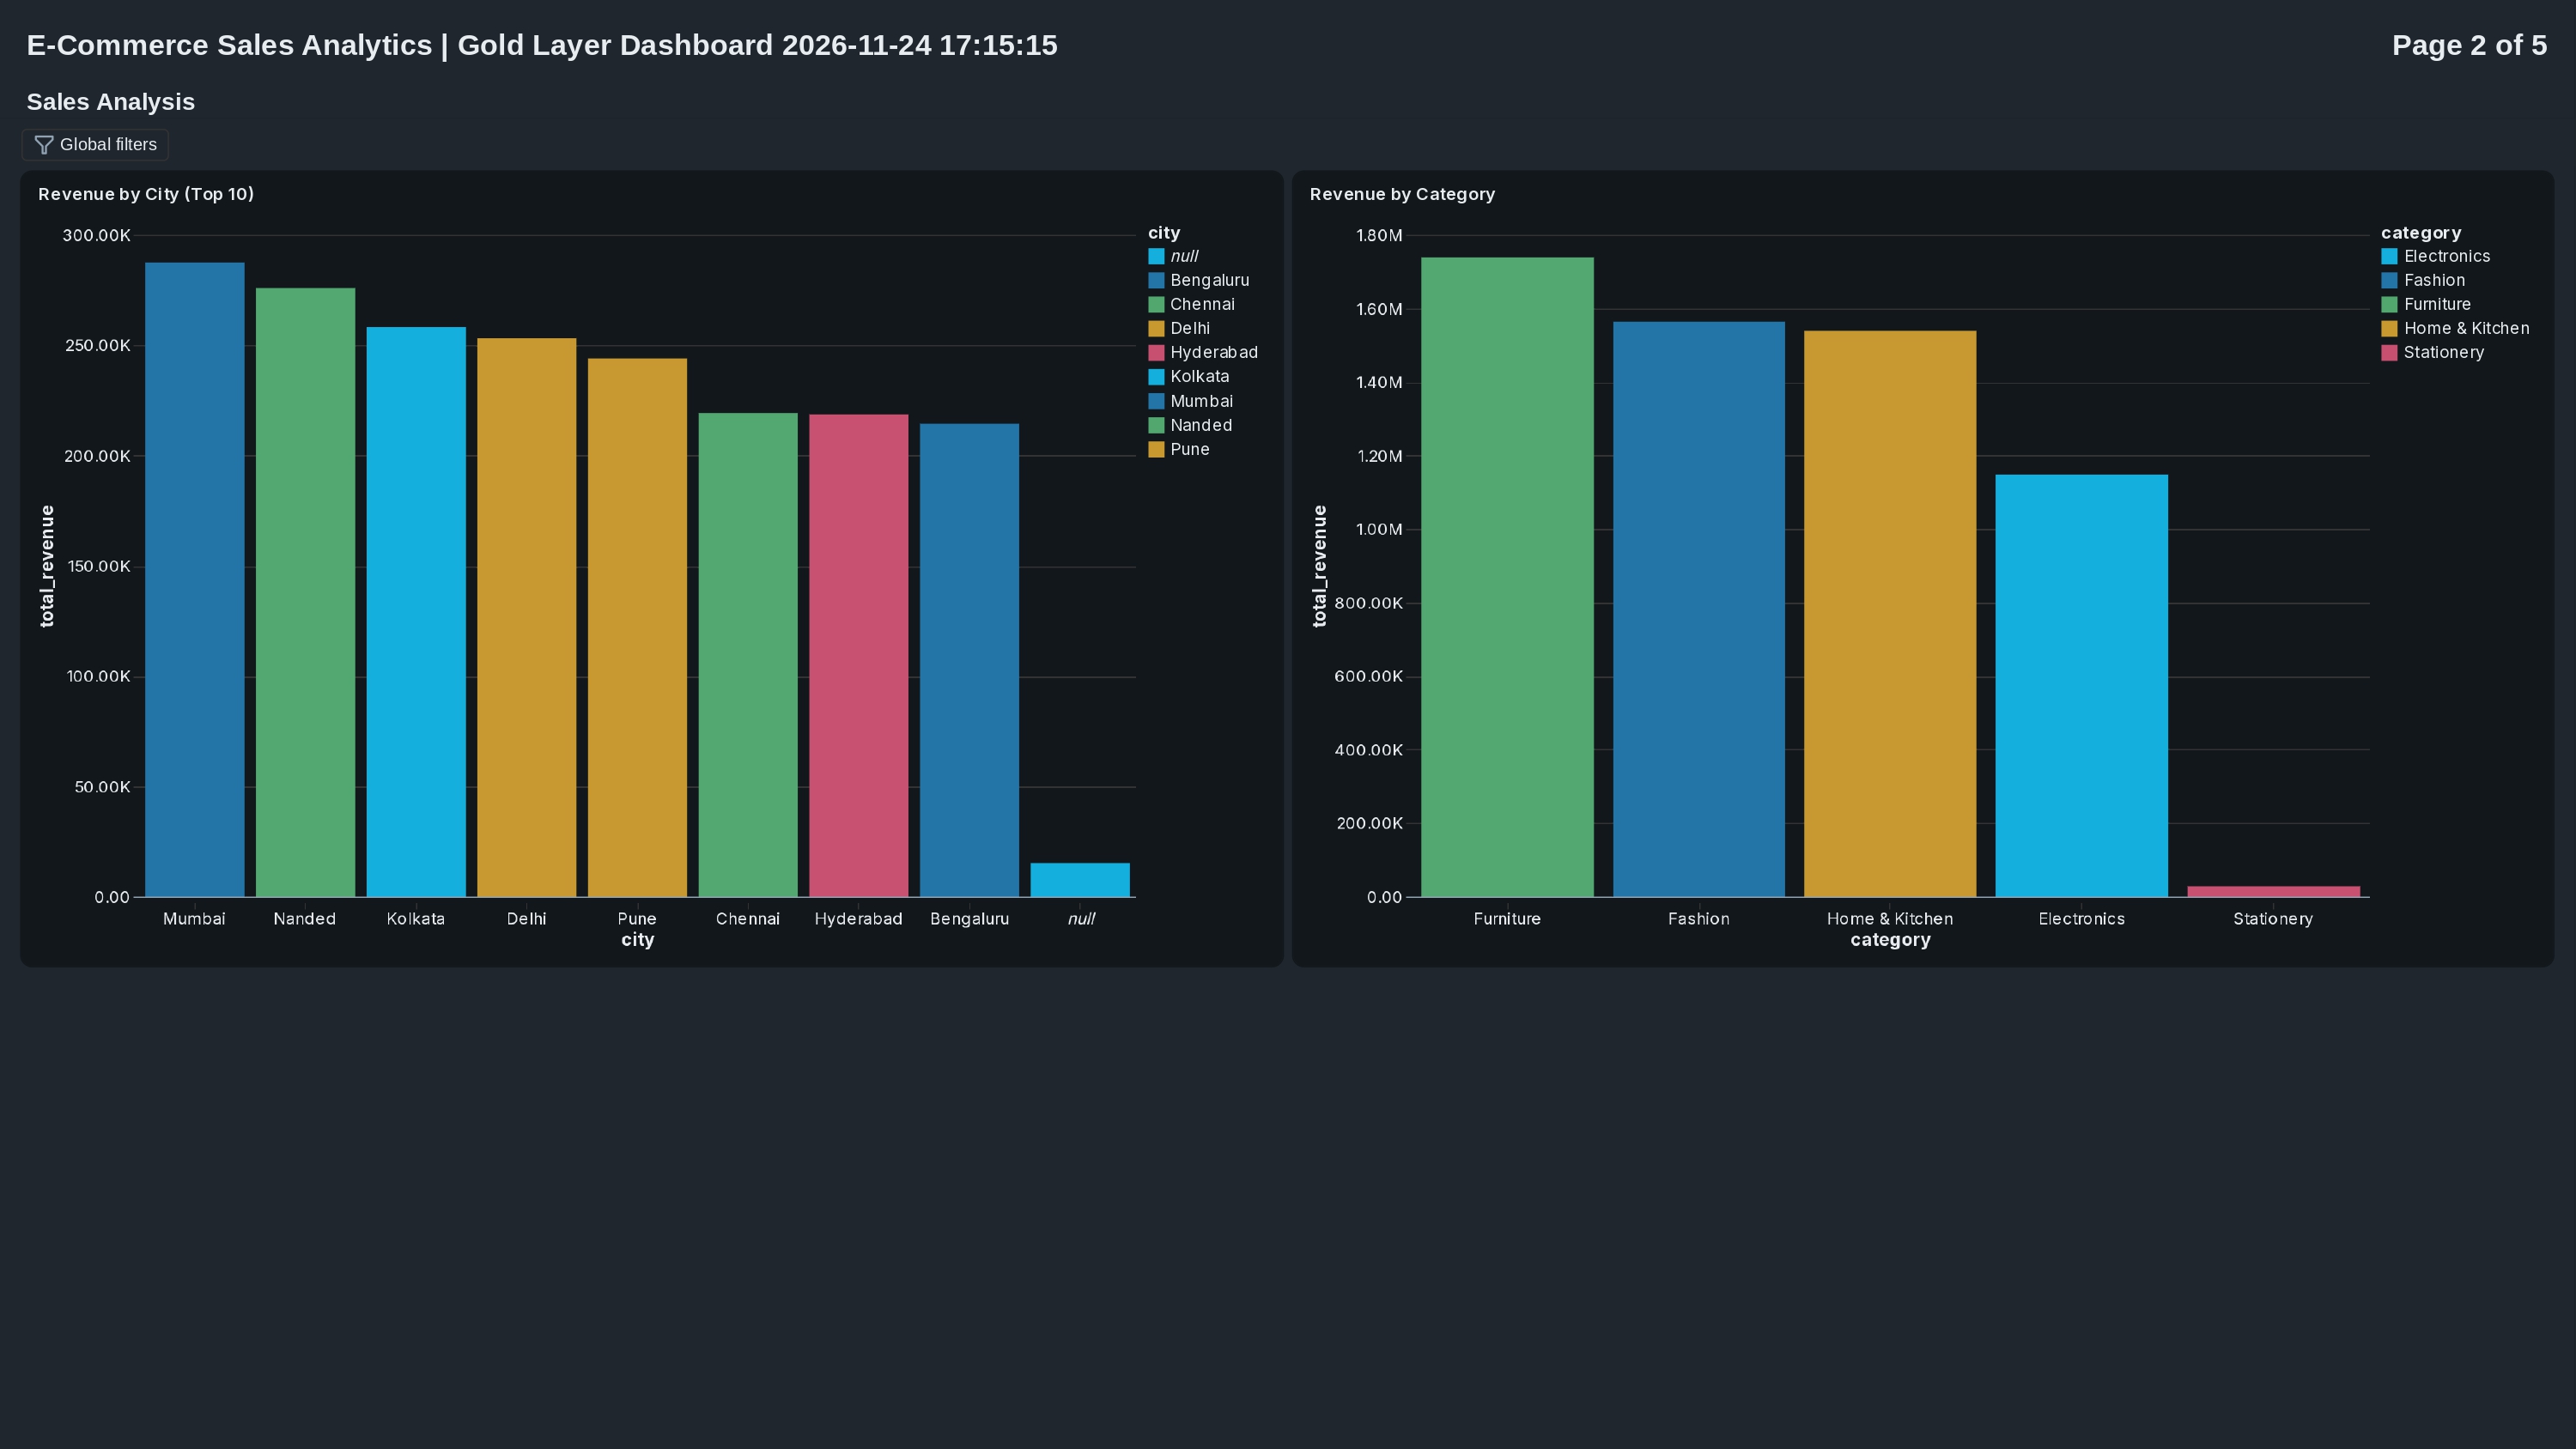 E-Commerce Sales Analytics | Gold Layer Dashboard 2026-11-24 17:15:15
Page 2 of 5
Sales Analysis
Global filters
Revenue by City (Top 10)
300.00K
250.00K
200.00K
150.00K
100.00K
50.00K
0.00
total_revenue
Mumbai
Nanded
Kolkata
Delhi
Pune
Chennai
Hyderabad
Bengaluru
null
city
city
null
Bengaluru
Chennai
Delhi
Hyderabad
Kolkata
Mumbai
Nanded
Pune
Revenue by Category
1.80M
1.60M
1.40M
1.20M
1.00M
800.00K
600.00K
400.00K
200.00K
0.00
total_revenue
Furniture
Fashion
Home & Kitchen
Electronics
Stationery
category
category
Electronics
Fashion
Furniture
Home & Kitchen
Stationery